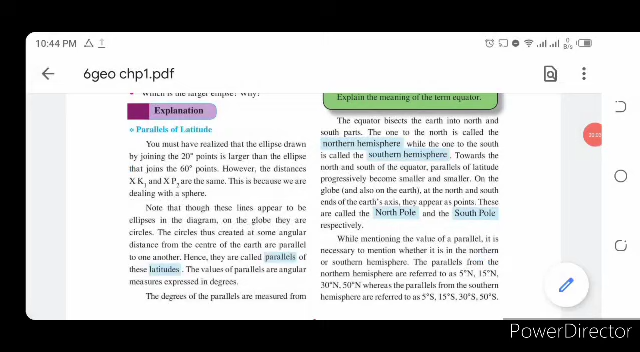 10:44 PM
0
B/s
6geo chp1.pdf
00:03
Which is the larger ellipse? Why?
Explanation
Parallels of Latitude
You must have realized that the ellipse drawn
by joining the 20° points is larger than the ellipse
that joins the 60° points. However, the distances
X K₁ and X P₂ are the same. This is because we are
dealing with a sphere.
Note that though these lines appear to be
ellipses in the diagram, on the globe they are
circles. The circles thus created at some angular
distance from the centre of the earth are parallel
to one another. Hence, they are called parallels of
these latitudes . The values of parallels are angular
measures expressed in degrees.
The degrees of the parallels are measured from
Explain the meaning of the term equator.
The equator bisects the earth into north and
south parts. The one to the north is called the
northern hemisphere while the one to the south
is called the southern hemisphere. Towards the
north and south of the equator, parallels of latitude
progressively become smaller and smaller. On the
globe (and also on the earth), at the north and south
ends of the earth's axis, they appear as points. These
are called the North Pole and the South Pole
respectively.
While mentioning the value of a parallel, it is
necessary to mention whether it is in the northern
or southern hemisphere. The parallels from the
northern hemisphere are referred to as 5°N, 15°N,
30°N, 50°N whereas the parallels from the southern
hemisphere are referred to as 5°S, 15°S, 30°S, 50°S.
PowerDirector